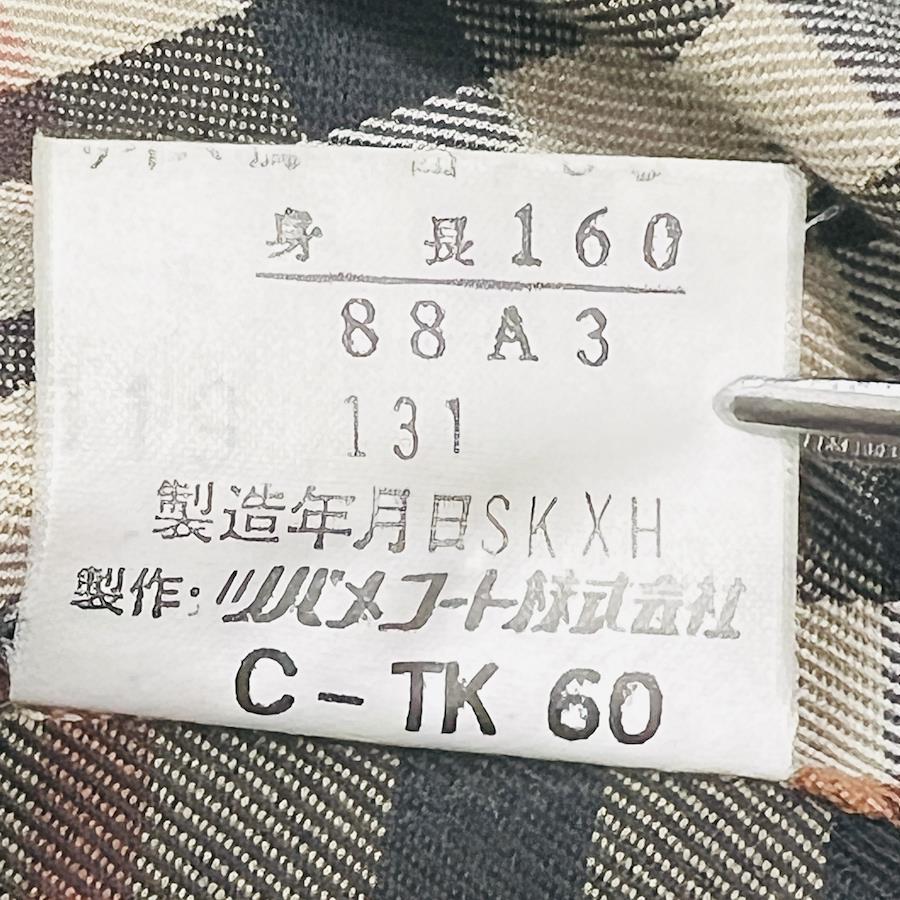 身 長 160
88A3
131
製造年月日SKXH
製作:ツバメコート株式会社
C-TK 60